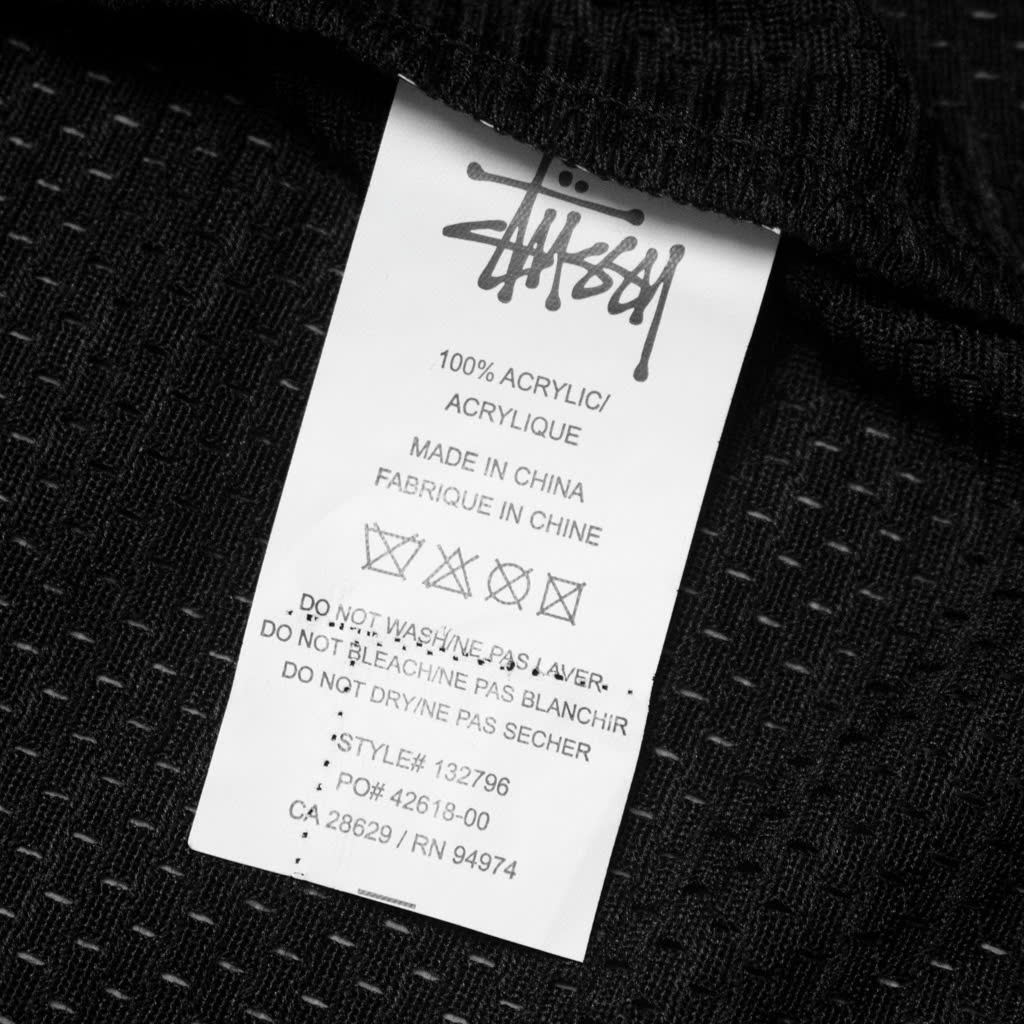 Stüssy
100% ACRYLIC/
ACRYLIQUE
MADE IN CHINA
FABRIQUE IN CHINE
DO NOT WASH/NE PAS LAVER
DO NOT BLEACH/NE PAS BLANCHIR
DO NOT DRY/NE PAS SECHER
STYLE# 132796
PO# 42618-00
CA 28629 / RN 94974